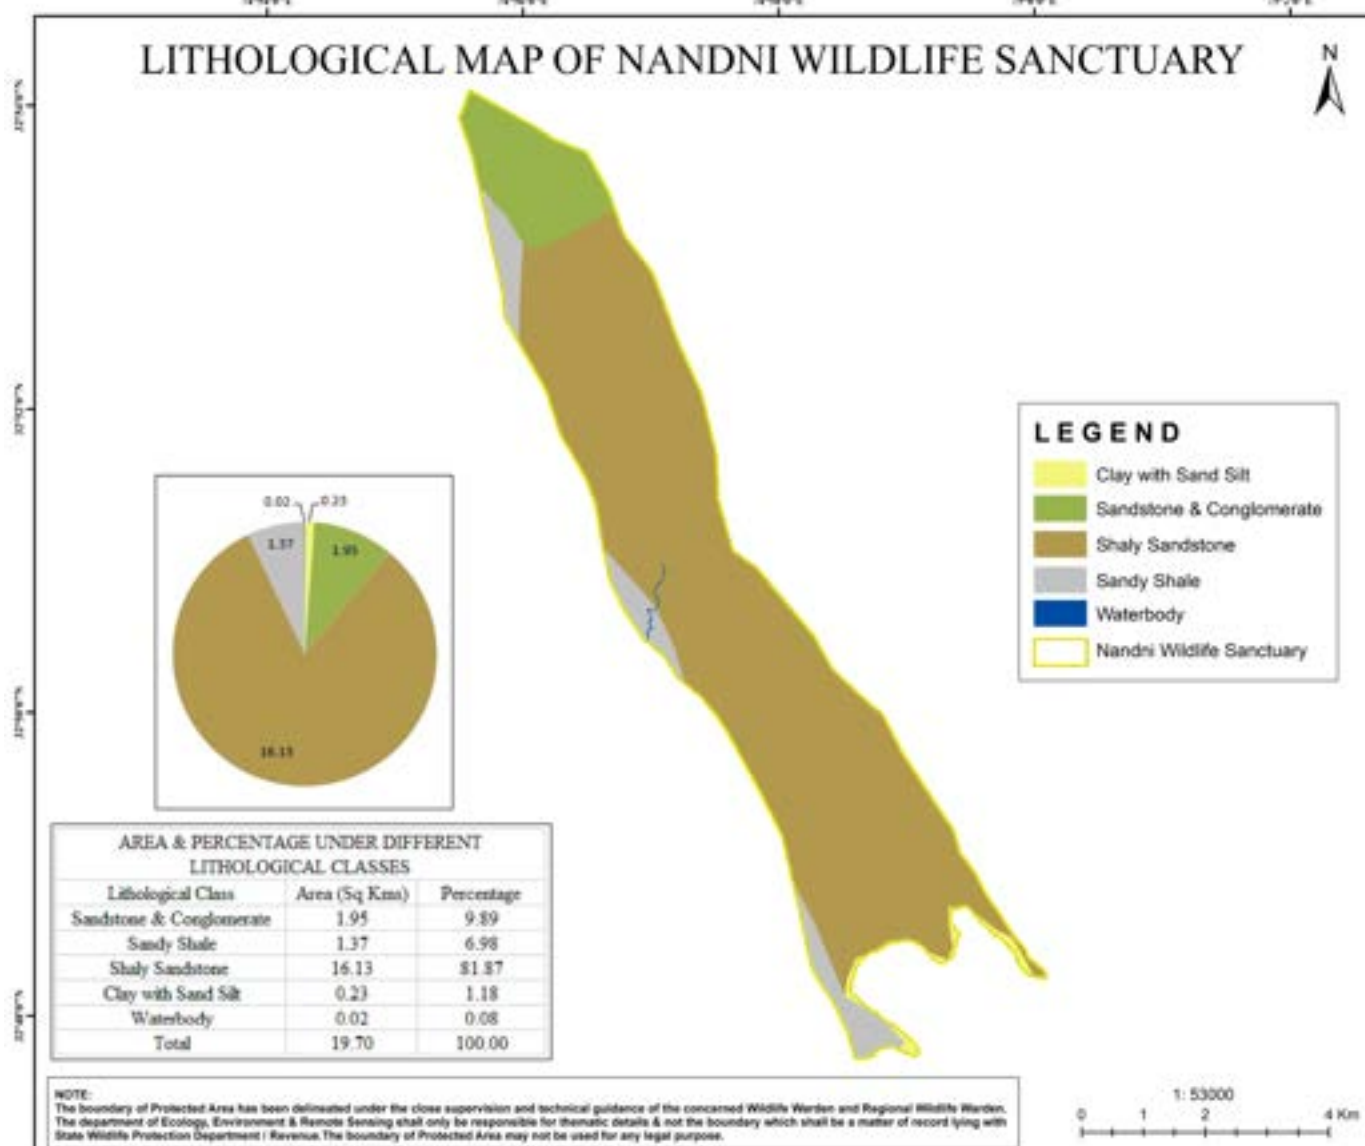 LITHOLOGICAL MAP OF NANDNI WILDLIFE SANCTUARY
N
LEGEND
Clay with Sand Silt
Sandstone & Conglomerate
Shaly Sandstone
Sandy Shale
Waterbody
Nandni Wildlife Sanctuary
0.02
0.23
1.37
1.95
16.13
AREA & PERCENTAGE UNDER DIFFERENT
LITHOLOGICAL CLASSES
Lithological Class Area (Sq Kms) Percentage
Sandstone & Conglomerate 1.95 9.89
Sandy Shale 1.37 6.98
Shaly Sandstone 16.13 81.87
Clay with Sand Silt 0.23 1.18
Waterbody 0.02 0.08
Total 19.70 100.00
NOTE:
The boundary of Protected Area has been delineated under the close supervision and technical guidance of the concerned Wildlife Warden and Regional Wildlife Warden.
The department of Ecology, Environment & Remote Sensing shall only be responsible for thematic details & not the boundary which shall be a matter of record lying with
State Wildlife Protection Department / Revenue. The boundary of Protected Area may not be used for any legal purpose.
1: 53000
0 1 2 4 Km